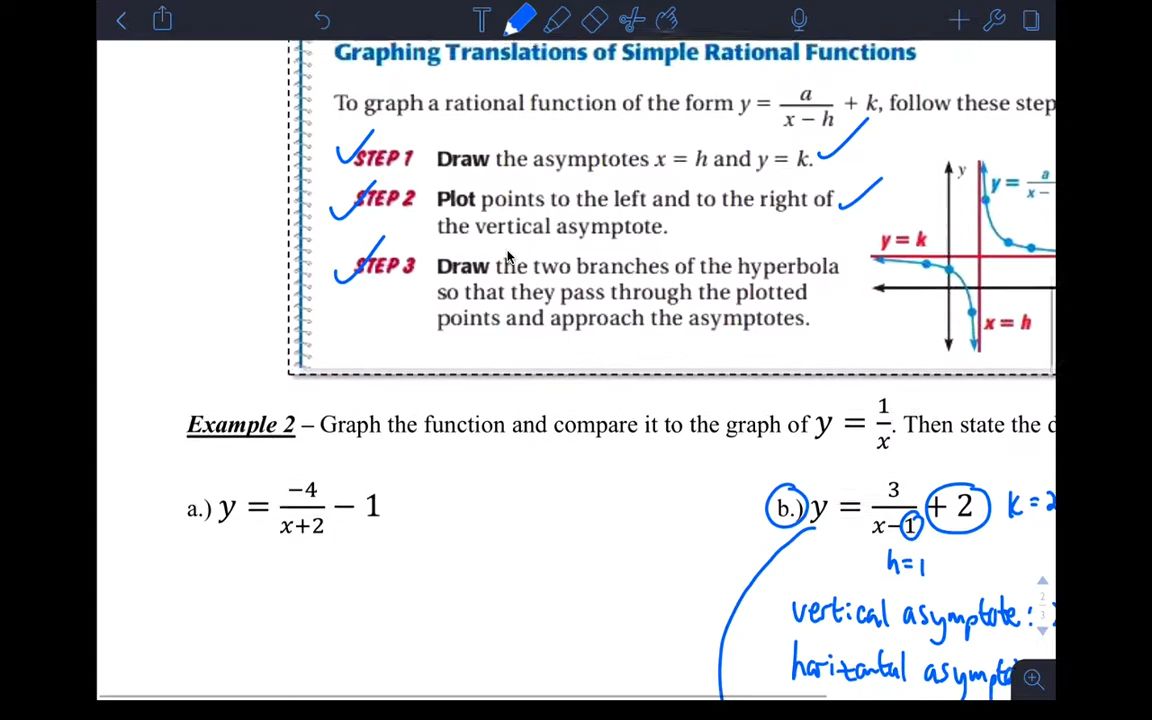 Graphing Translations of Simple Rational Functions
To graph a rational function of the form y = a/(x − h) + k, follow these step
STEP 1 Draw the asymptotes x = h and y = k.
STEP 2 Plot points to the left and to the right of
the vertical asymptote.
STEP 3 Draw the two branches of the hyperbola
so that they pass through the plotted
points and approach the asymptotes.
y
y = a/(x −
y = k
x = h
Example 2 – Graph the function and compare it to the graph of y = 1/x. Then state the
a.) y = −4/(x+2) − 1
b.) y = 3/(x−1) + 2 k = 2
h = 1
vertical asymptote:
2
3
horizontal